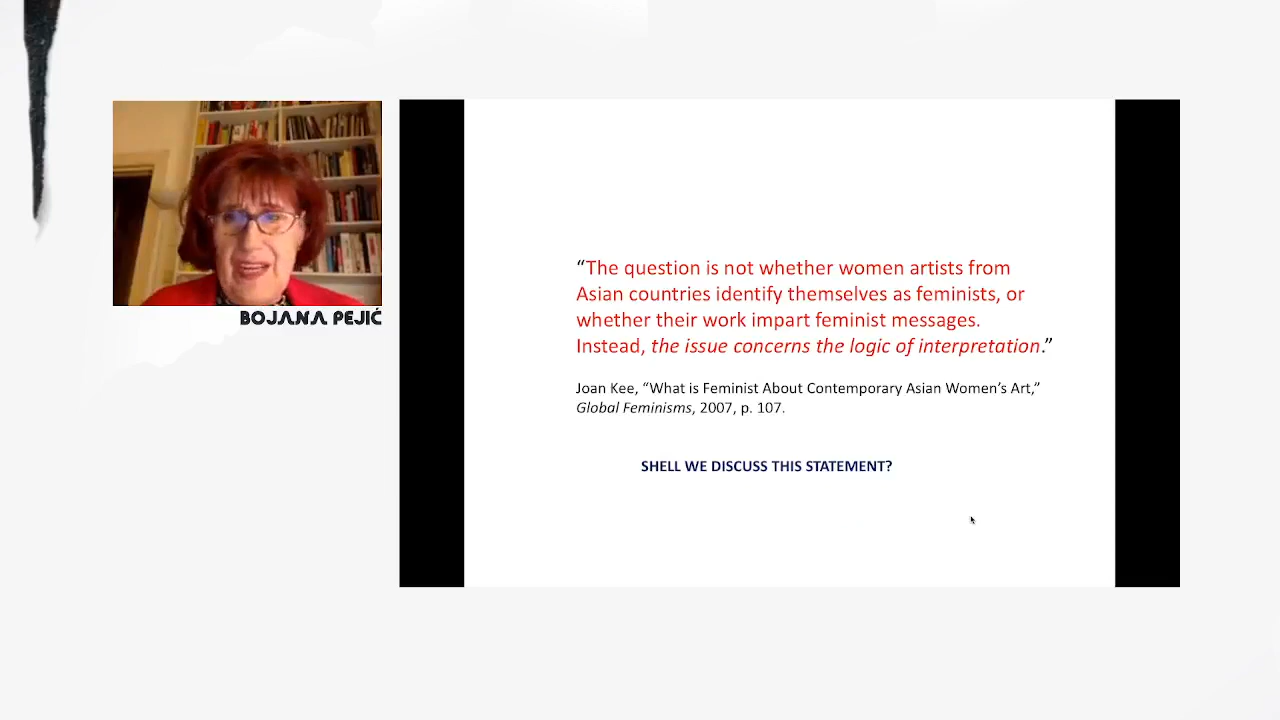 BOJANA PEJIĆ
“The question is not whether women artists from
Asian countries identify themselves as feminists, or
whether their work impart feminist messages.
Instead, the issue concerns the logic of interpretation.”
Joan Kee, “What is Feminist About Contemporary Asian Women’s Art,”
Global Feminisms, 2007, p. 107.
SHELL WE DISCUSS THIS STATEMENT?